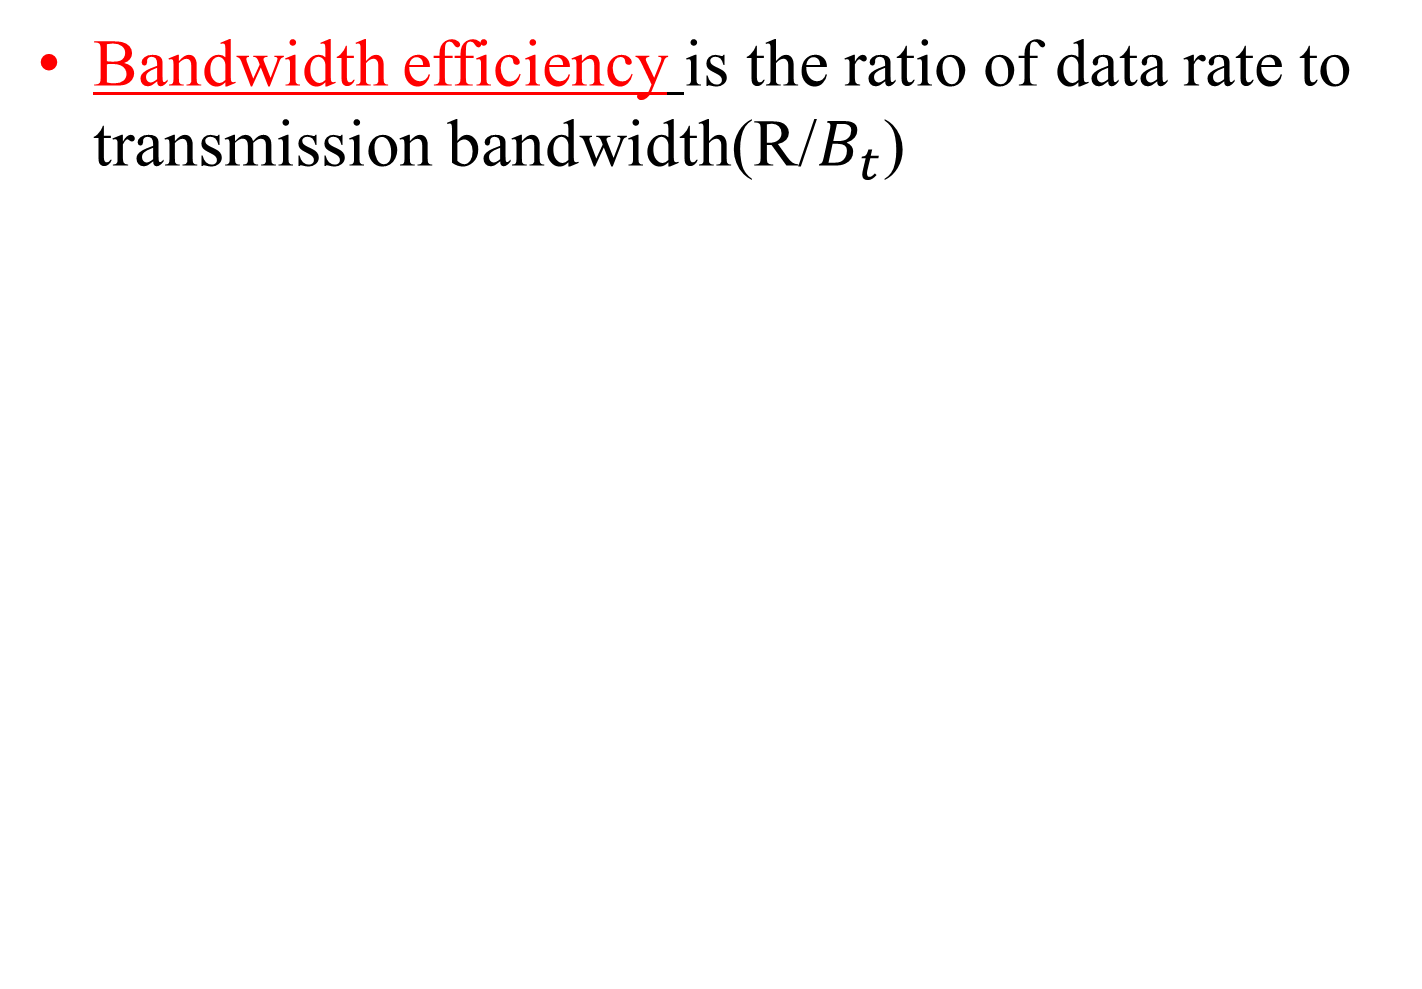 • Bandwidth efficiency is the ratio of data rate to
transmission bandwidth(R/𝐵𝑡)